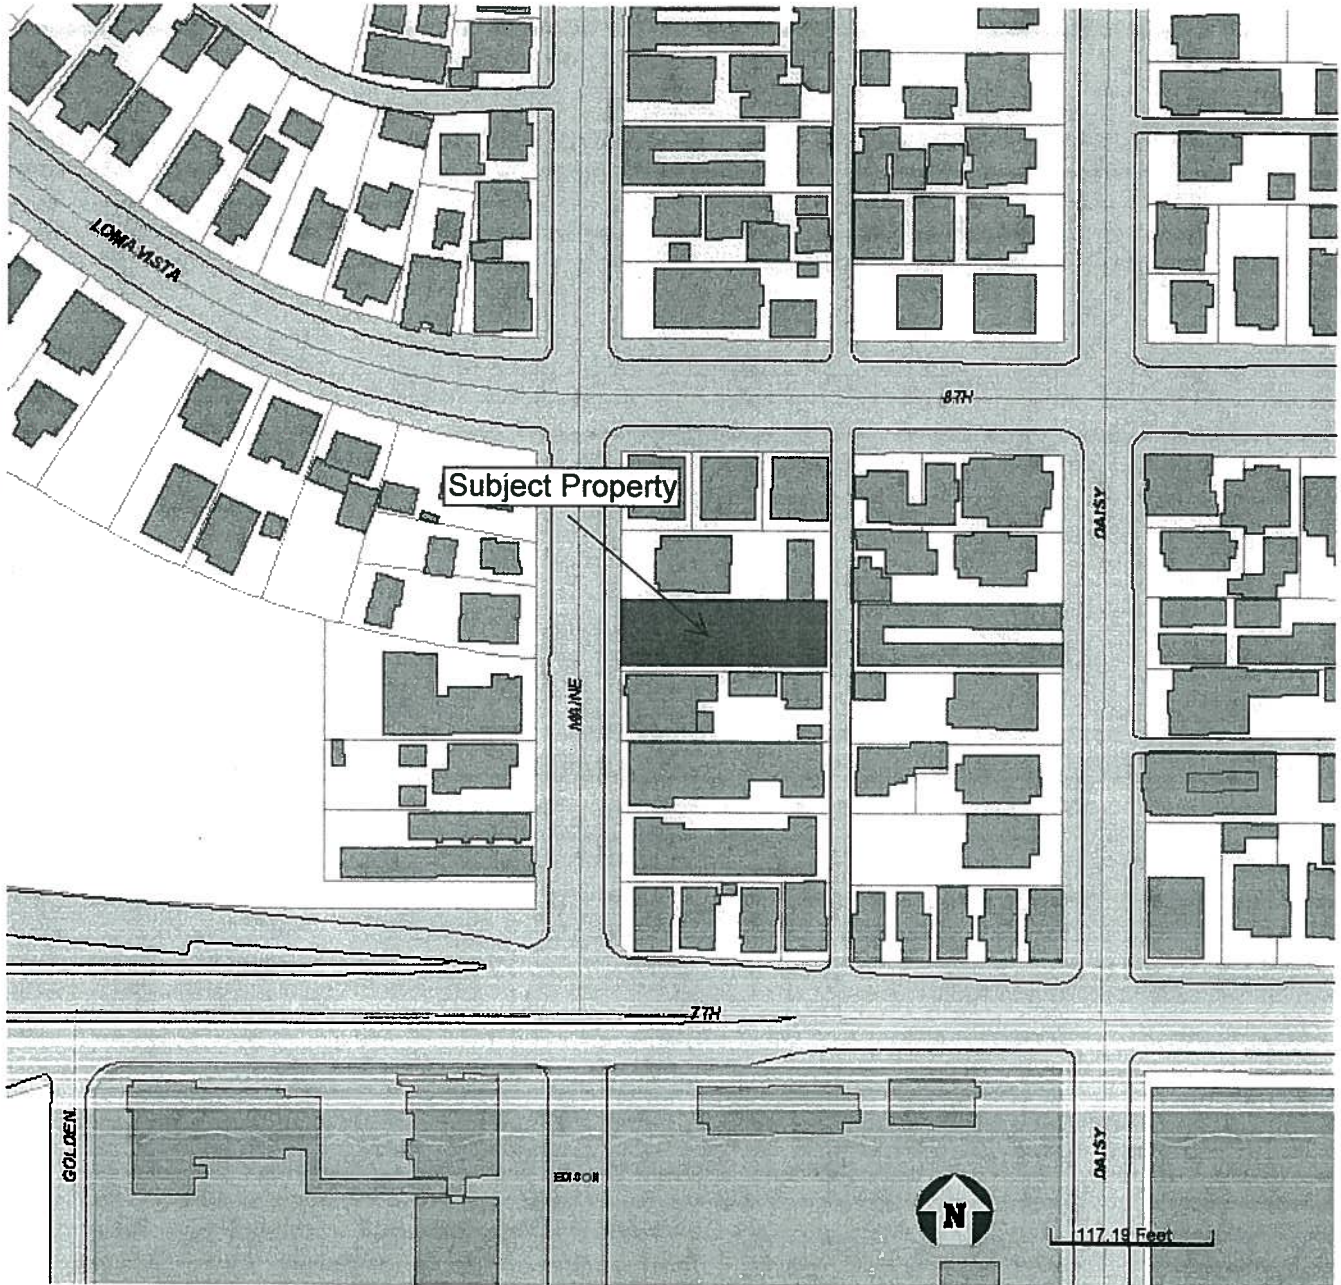 LOMA VISTA
8TH
Subject Property
DAISY
MAINE
7TH
GOLDEN
EDISON
DAISY
N
117.19 Feet